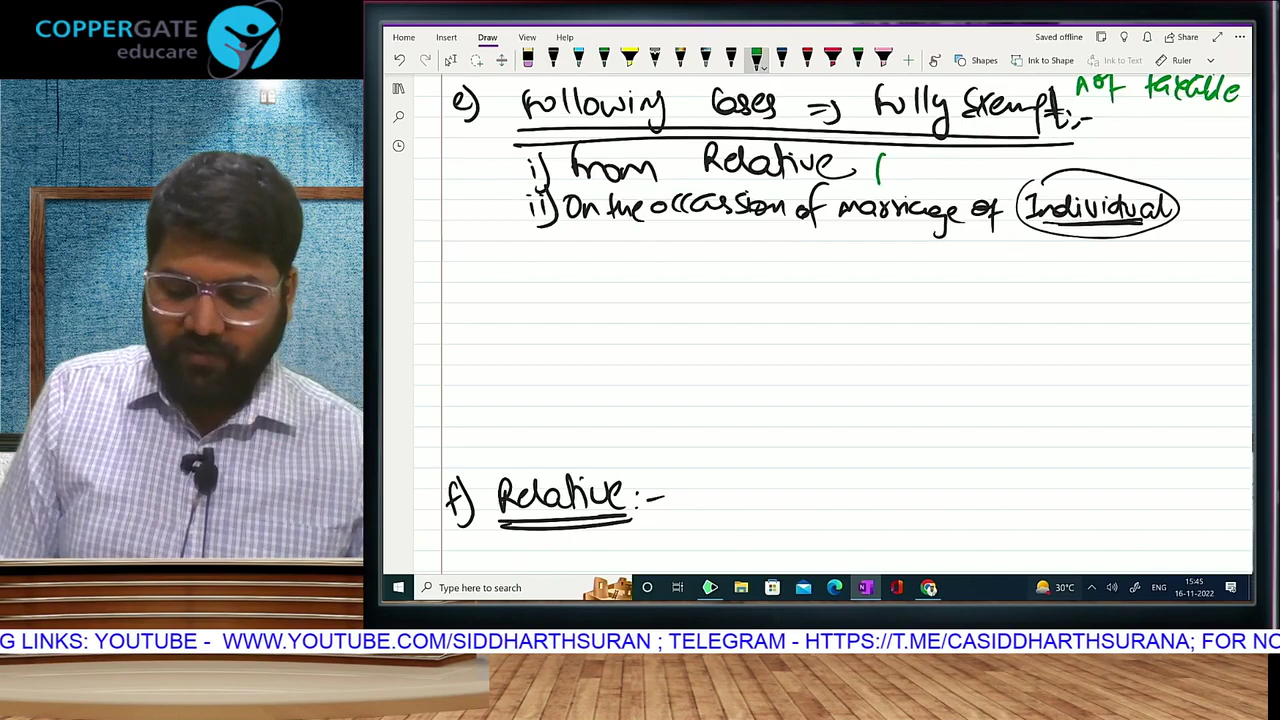 COPPERGATE
educare
Home Insert Draw View Help
Saved offline
Share
Shapes
Ink to Shape
Ink to Text
Ruler
not taxable
e) Following Cases => Fully Exempt:-
i) From Relative (
ii) On the occassion of marriage of Individual
f) Relative:-
Type here to search
30°C
ENG
15:45
16-11-2022
G LINKS: YOUTUBE - WWW.YOUTUBE.COM/SIDDHARTHSURAN ; TELEGRAM - HTTPS://T.ME/CASIDDHARTHSURANA; FOR NO